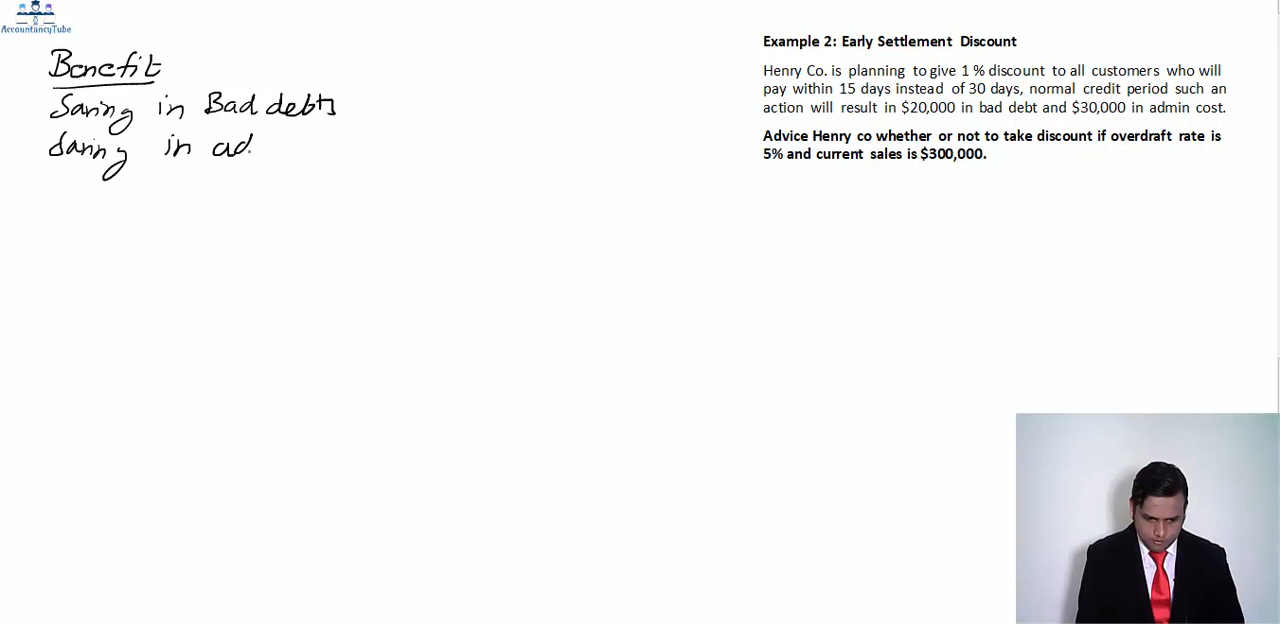 AccountancyTube
Benefit
Saving in Bad debts
Saving in ad
Example 2: Early Settlement Discount
Henry Co. is planning to give 1 % discount to all customers who will
pay within 15 days instead of 30 days, normal credit period such an
action will result in $20,000 in bad debt and $30,000 in admin cost.
Advice Henry co whether or not to take discount if overdraft rate is
5% and current sales is $300,000.